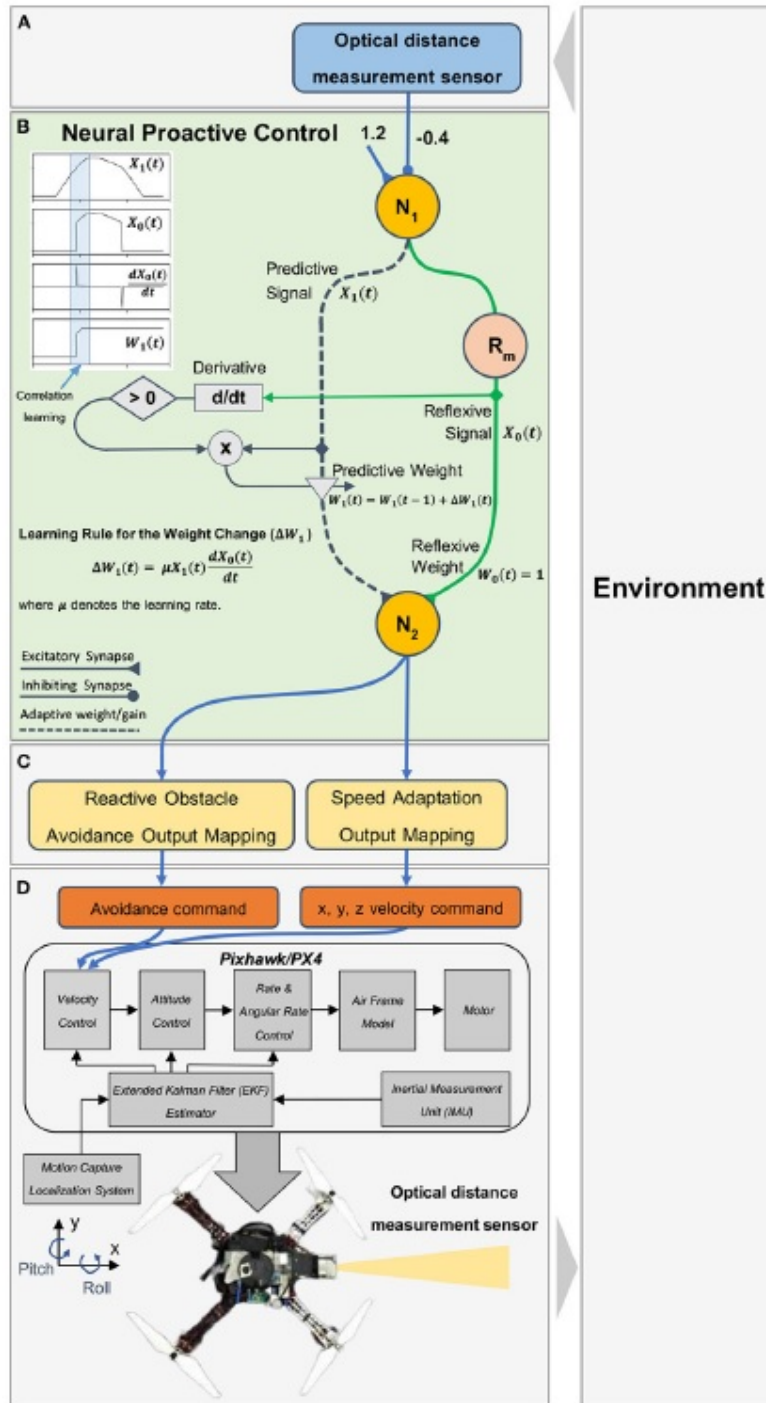 A
Optical distance
measurement sensor
B
Neural Proactive Control
1.2
-0.4
X₁(t)
X₀(t)
dX₀(t)
dt
W₁(t)
Correlation
learning
N₁
Predictive
Signal X₁(t)
Rₘ
Derivative
> 0
d/dt
Reflexive
Signal X₀(t)
x
Predictive Weight
W₁(t) = W₁(t−1) + ΔW₁(t)
Learning Rule for the Weight Change (ΔW₁)
ΔW₁(t) = μX₁(t) dX₀(t)
dt
where μ denotes the learning rate.
Reflexive
Weight W₀(t) = 1
N₂
Excitatory Synapse
Inhibiting Synapse
Adaptive weight/gain
C
Reactive Obstacle
Avoidance Output Mapping
Speed Adaptation
Output Mapping
D
Avoidance command
x, y, z velocity command
Pixhawk/PX4
Velocity
Control
Attitude
Control
Rate &
Angular Rate
Control
Air Frame
Model
Motor
Extended Kalman Filter (EKF)
Estimator
Inertial Measurement
Unit (IMU)
Motion Capture
Localization System
Optical distance
measurement sensor
y
x
Pitch
Roll
Environment